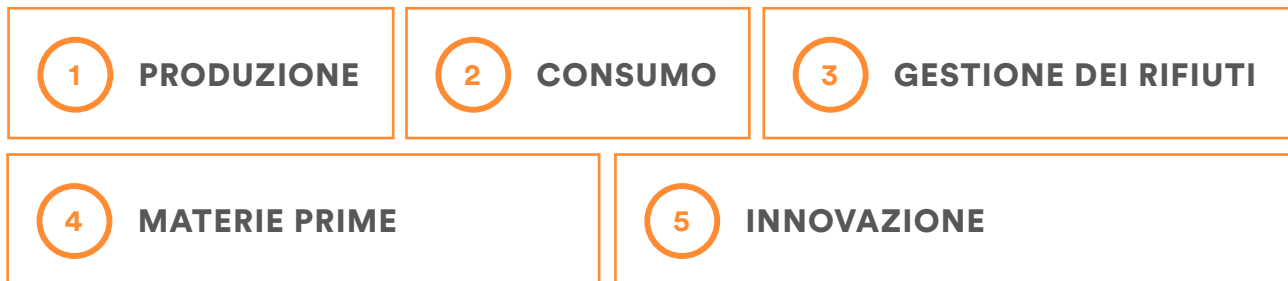 1 PRODUZIONE 2 CONSUMO 3 GESTIONE DEI RIFIUTI
4 MATERIE PRIME 5 INNOVAZIONE